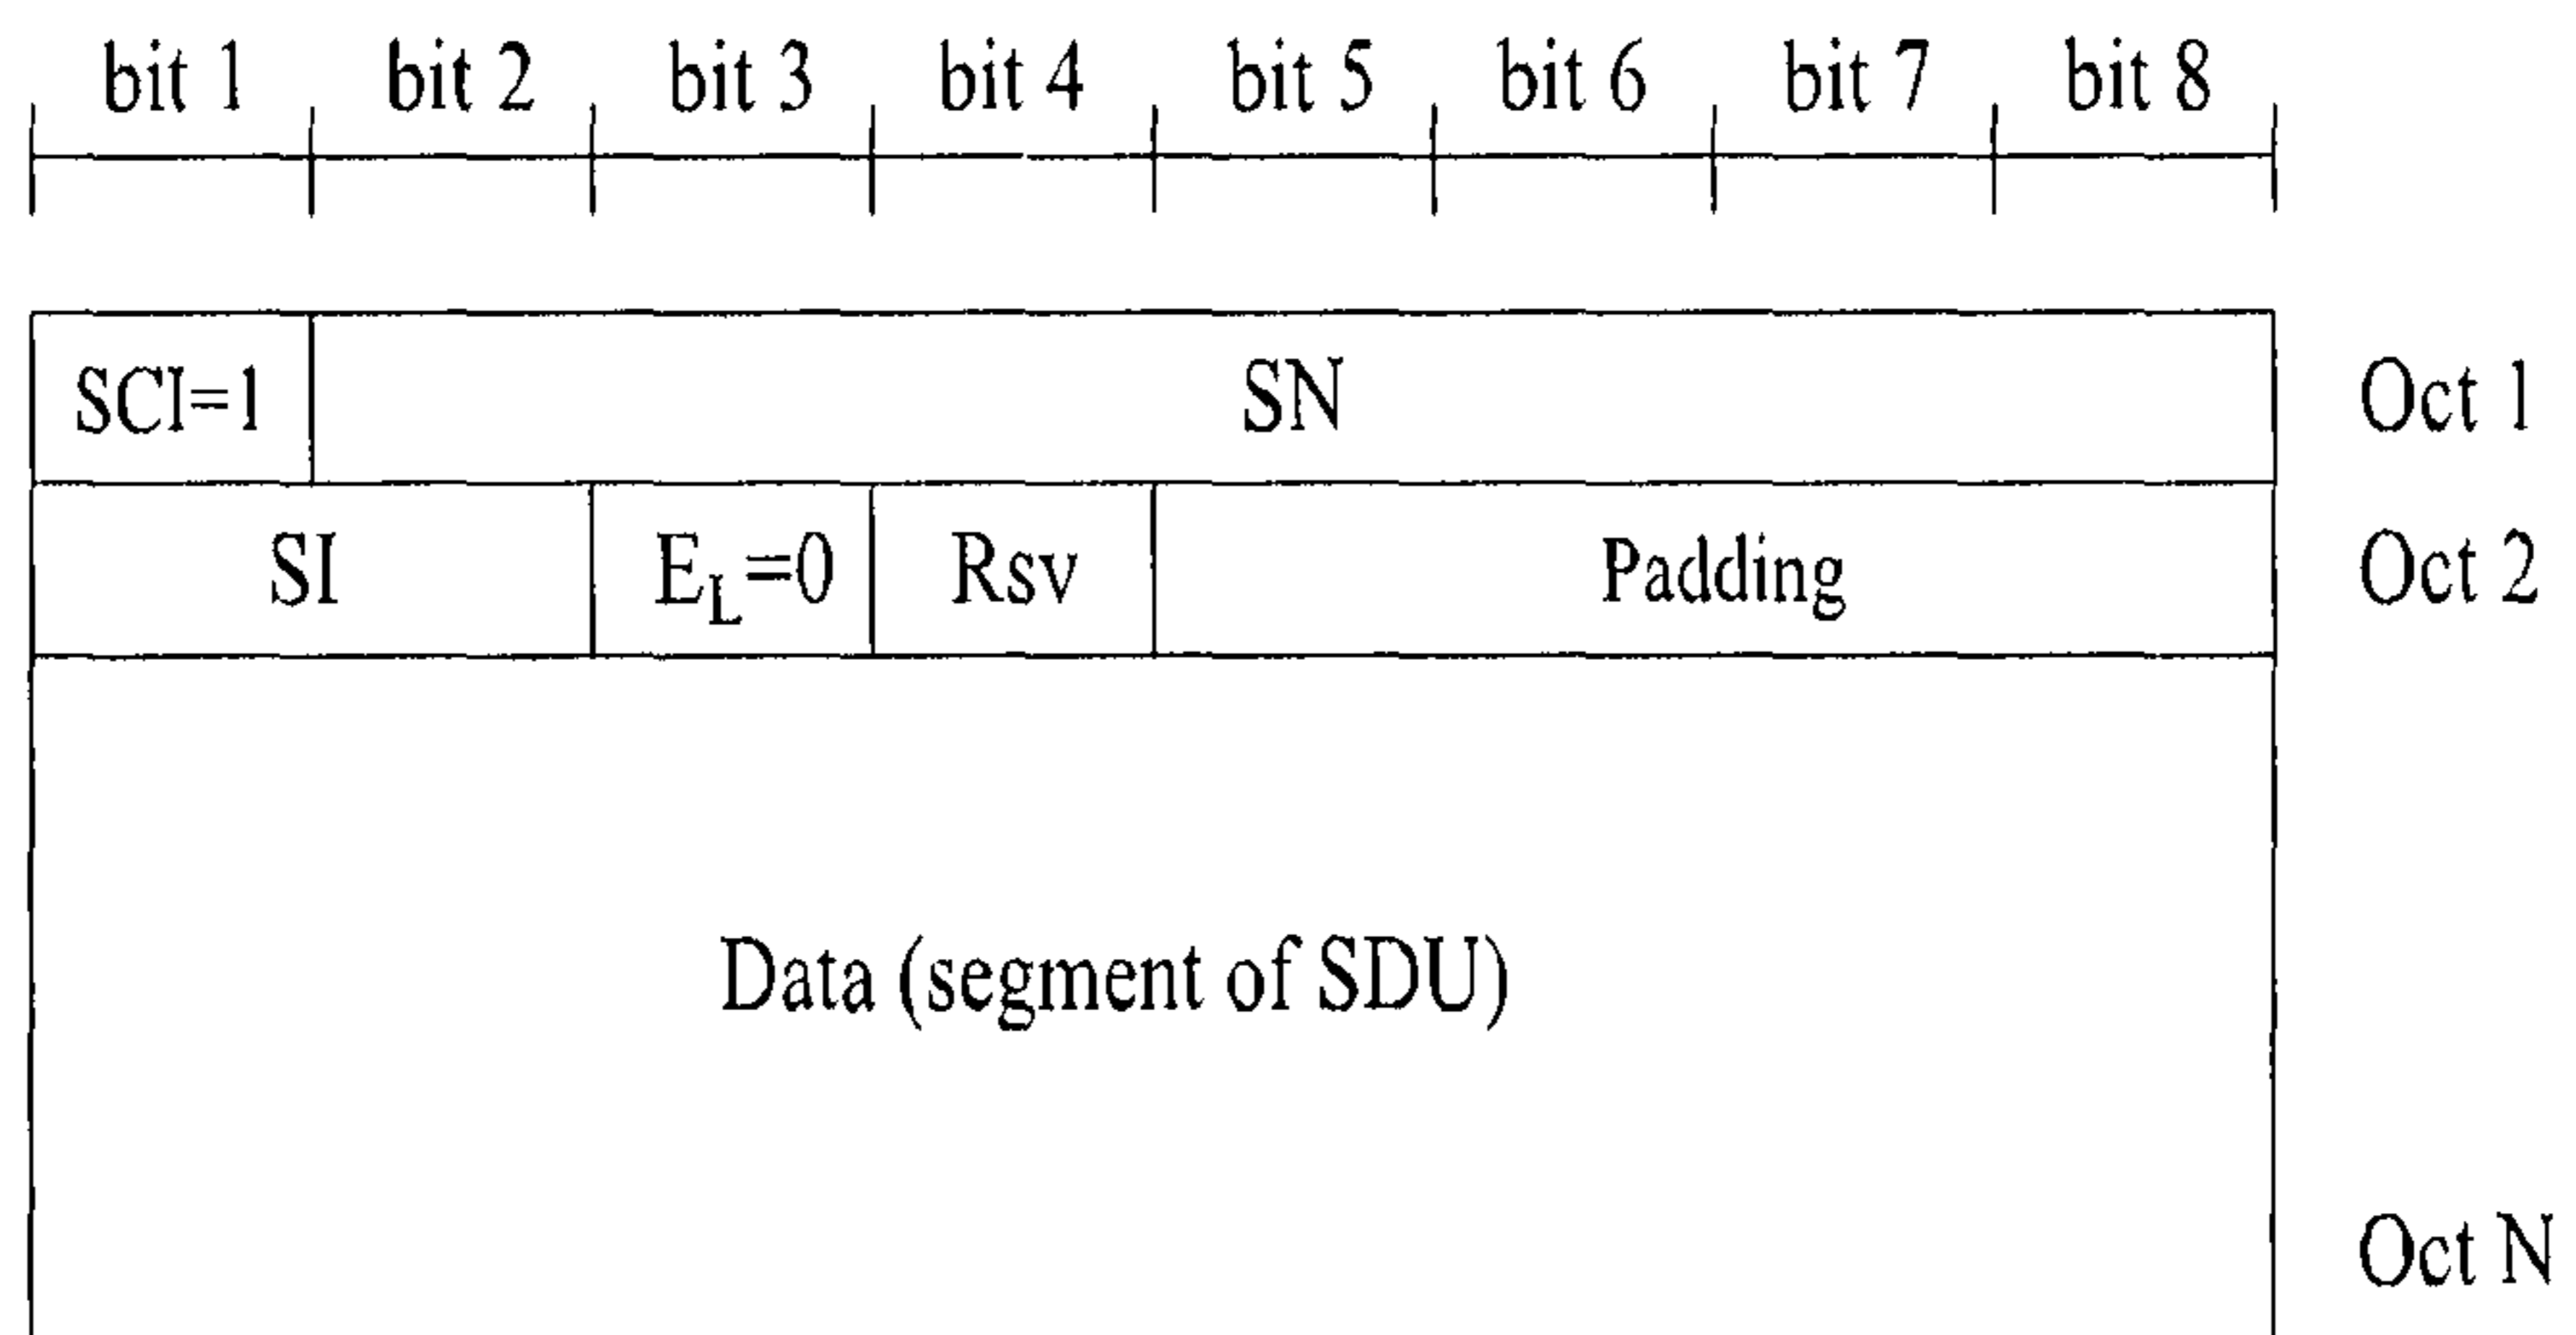 bit 1 bit 2 bit 3 bit 4 bit 5 bit 6 bit 7 bit 8
SCI=1 SN Oct 1
SI E_L=0 Rsv Padding Oct 2
Data (segment of SDU)
Oct N